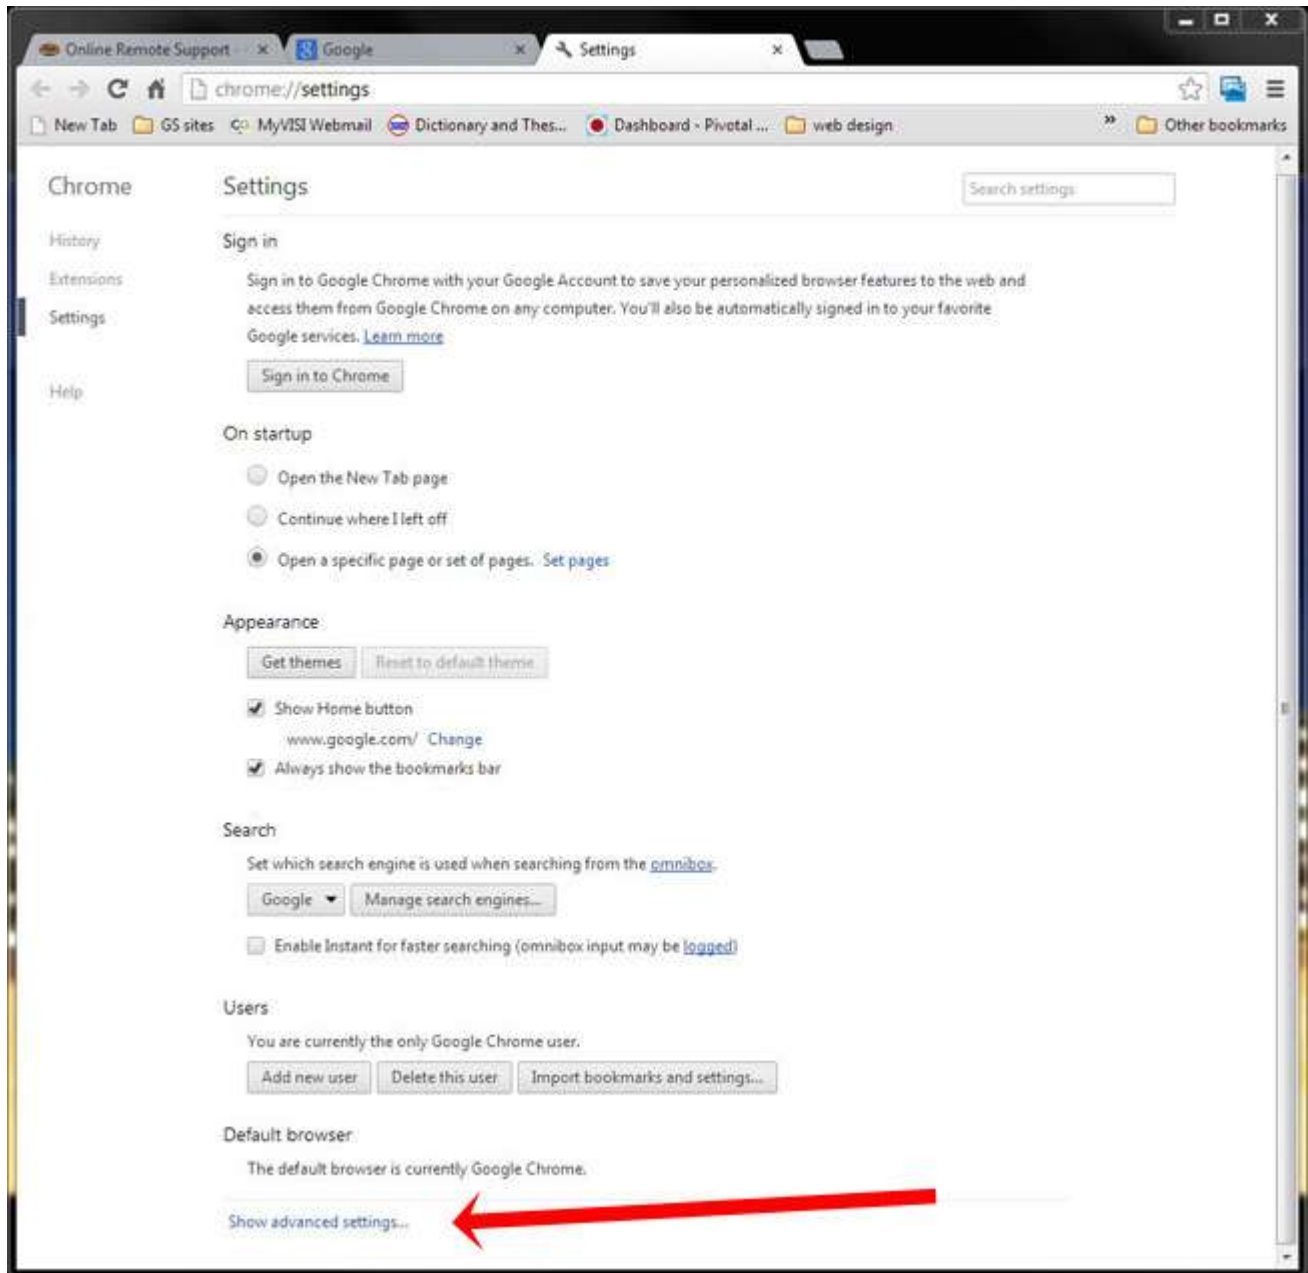 Online Remote Support
Google
Settings
chrome://settings
New Tab
GS sites
MyVISI Webmail
Dictionary and Thes...
Dashboard - Pivotal ...
web design
»
Other bookmarks
Chrome
Settings
Search settings
History
Extensions
Settings
Help
Sign in
Sign in to Google Chrome with your Google Account to save your personalized browser features to the web and
access them from Google Chrome on any computer. You'll also be automatically signed in to your favorite
Google services. Learn more
Sign in to Chrome
On startup
Open the New Tab page
Continue where I left off
Open a specific page or set of pages. Set pages
Appearance
Get themes
Reset to default theme
Show Home button
www.google.com/ Change
Always show the bookmarks bar
Search
Set which search engine is used when searching from the omnibox.
Google
Manage search engines...
Enable Instant for faster searching (omnibox input may be logged)
Users
You are currently the only Google Chrome user.
Add new user
Delete this user
Import bookmarks and settings...
Default browser
The default browser is currently Google Chrome.
Show advanced settings...